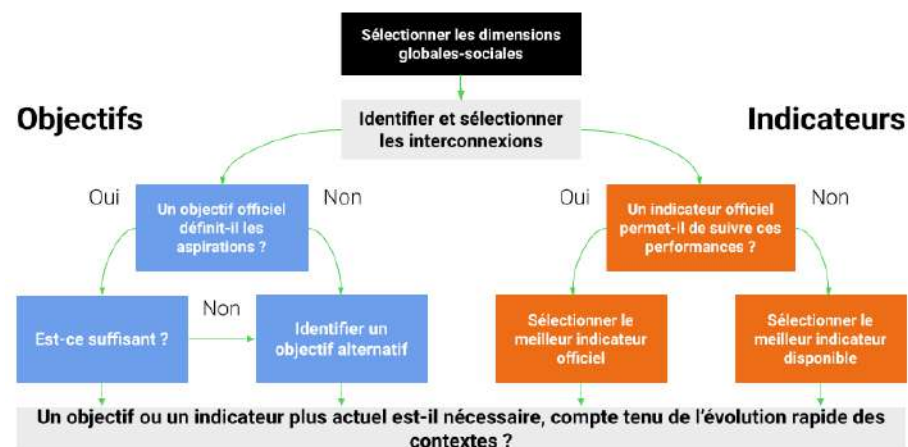 Sélectionner les dimensions
globales-sociales
Objectifs
Identifier et sélectionner
les interconnexions
Indicateurs
Oui
Un objectif officiel
définit-il les
aspirations ?
Non
Oui
Un indicateur officiel
permet-il de suivre ces
performances ?
Non
Est-ce suffisant ?
Non
Identifier un
objectif alternatif
Sélectionner le
meilleur indicateur
officiel
Sélectionner le
meilleur indicateur
disponible
Un objectif ou un indicateur plus actuel est-il nécessaire, compte tenu de l'évolution rapide des
contextes ?